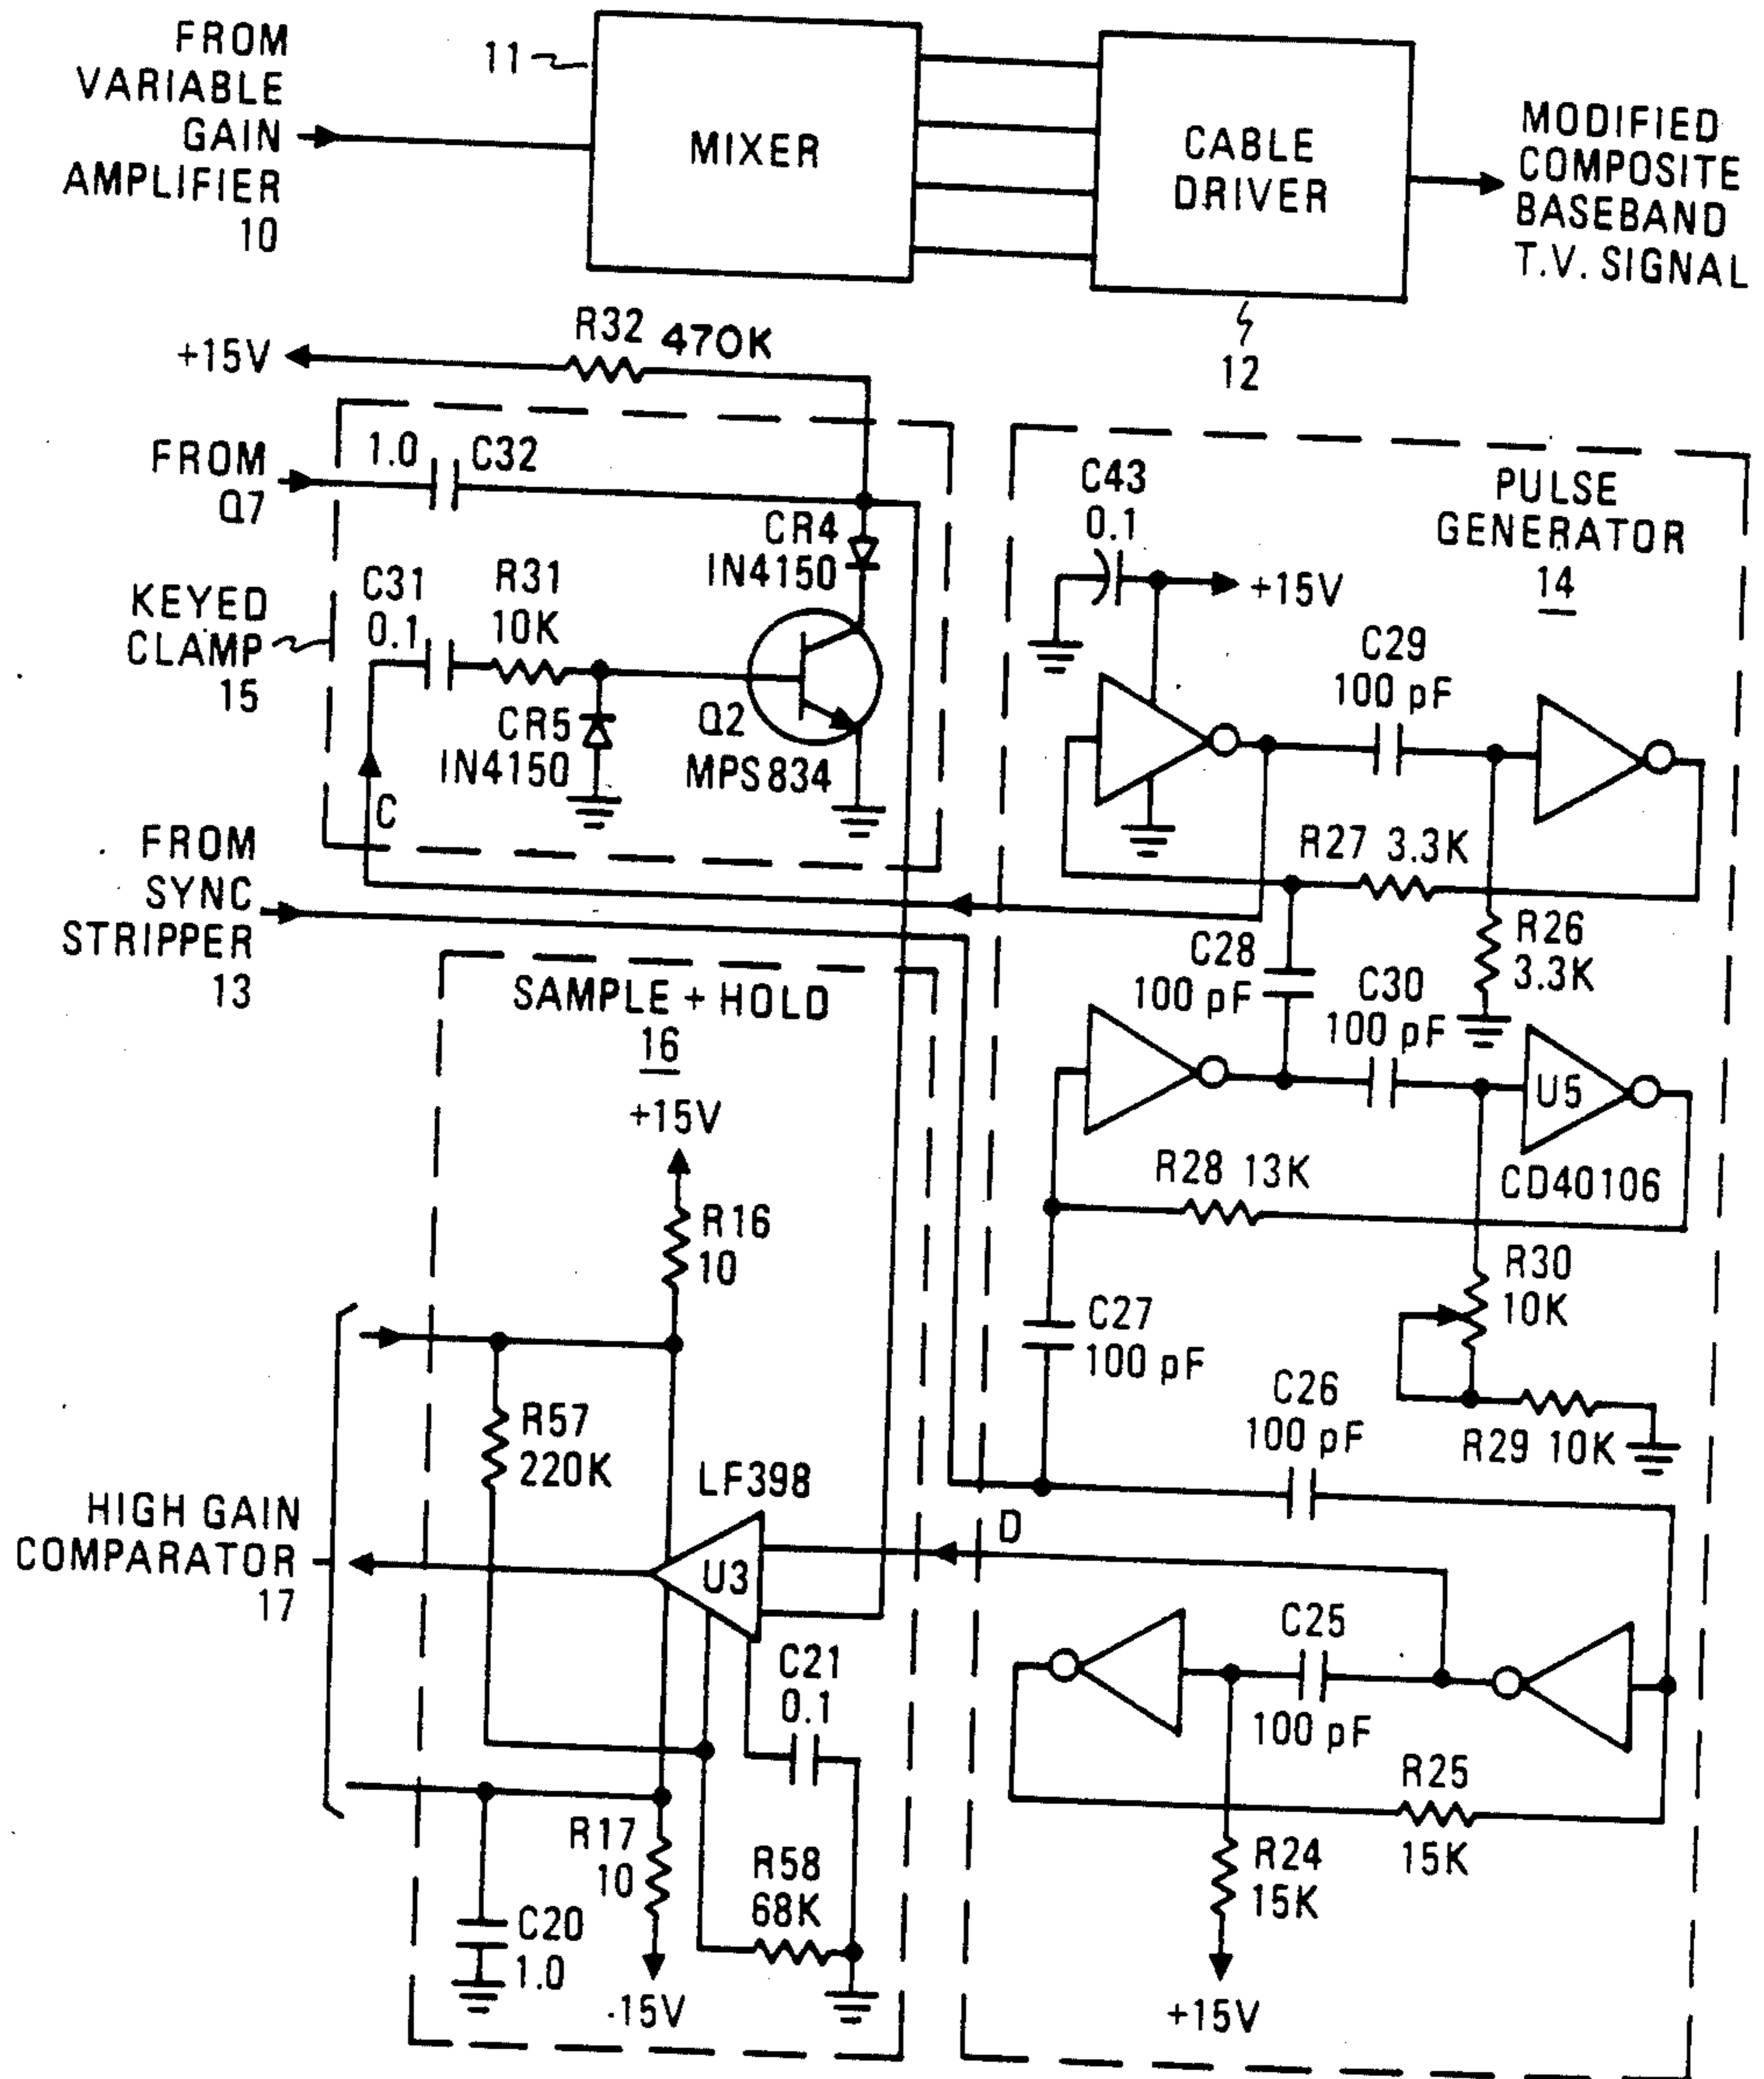 FROM
VARIABLE
GAIN
AMPLIFIER
10
11
MIXER
CABLE
DRIVER
12
MODIFIED
COMPOSITE
BASEBAND
T.V. SIGNAL
R32 470K
+15V
FROM
Q7
1.0 C32
CR4
IN4150
C31
0.1
R31
10K
KEYED
CLAMP
15
CR5
IN4150
Q2
MPS834
C
FROM
SYNC
STRIPPER
13
PULSE
GENERATOR
14
C43
0.1
+15V
C29
100 pF
R27 3.3K
R26
3.3K
C28
100 pF
C30
100 pF
U5
CD40106
R28 13K
R30
10K
C27
100 pF
C26
100 pF
R29 10K
SAMPLE + HOLD
16
+15V
R16
10
R57
220K
LF398
U3
D
HIGH GAIN
COMPARATOR
17
C21
0.1
C25
100 pF
R25
15K
R17
10
R58
68K
R24
15K
C20
1.0
-15V
+15V